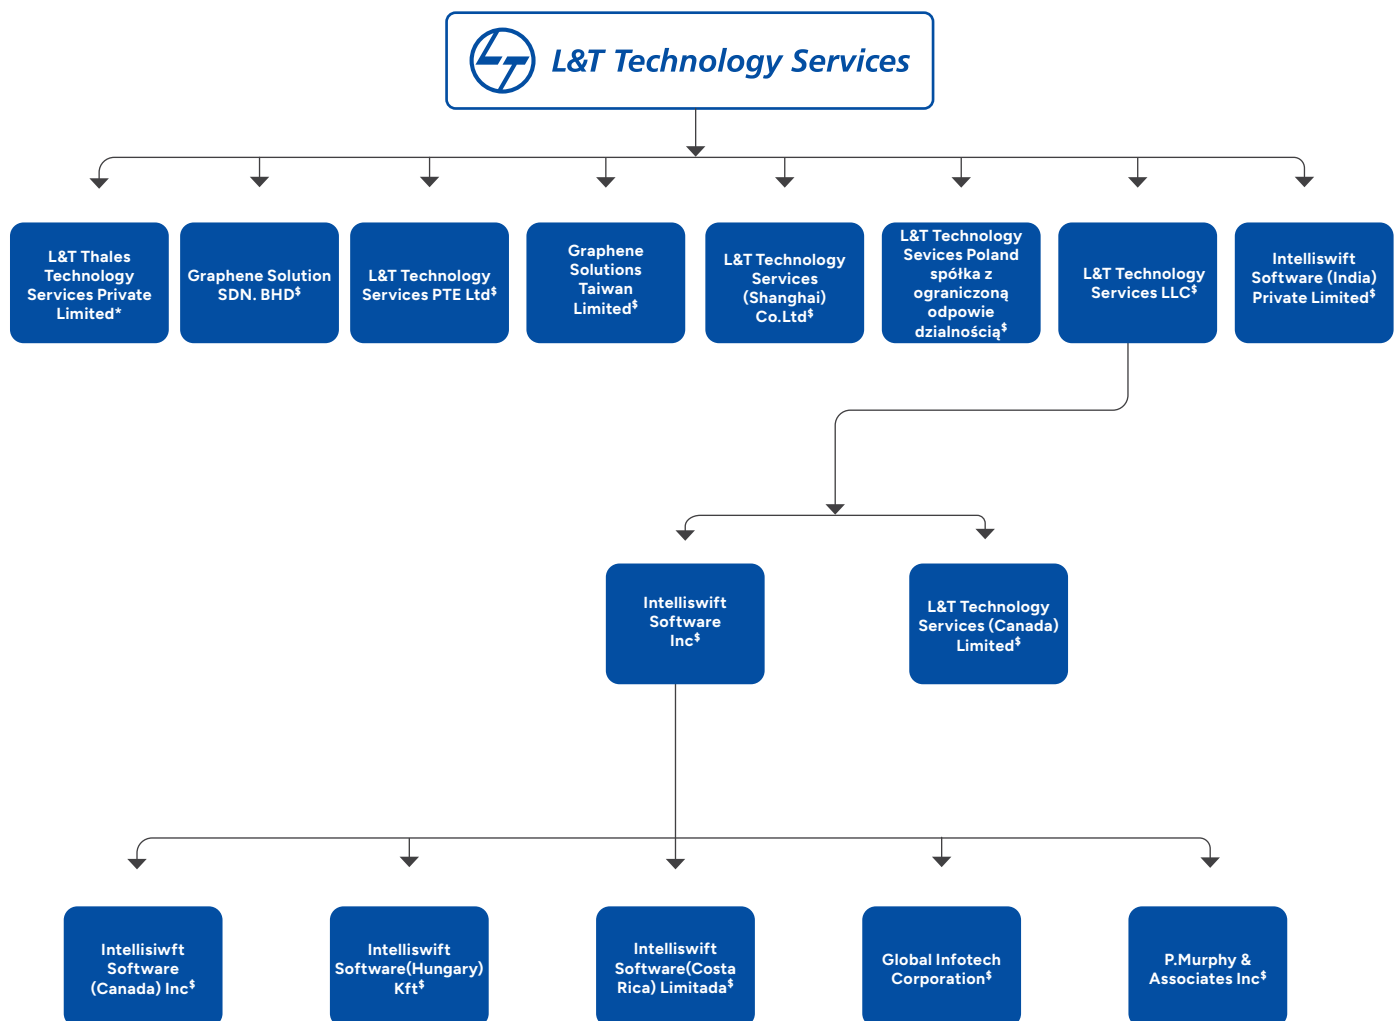 L&T Technology Services
L&T Thales
Technology
Services Private
Limited*
Graphene Solution
SDN. BHD$
L&T Technology
Services PTE Ltd$
Graphene
Solutions
Taiwan
Limited$
L&T Technology
Services
(Shanghai)
Co.Ltd$
L&T Technology
Sevices Poland
spółka z
ograniczoną
odpowie
dzialnością$
L&T Technology
Services LLC$
Intelliswift
Software (India)
Private Limited$
Intelliswift
Software
Inc$
L&T Technology
Services (Canada)
Limited$
Intellisiwft
Software
(Canada) Inc$
Intelliswift
Software(Hungary)
Kft$
Intelliswift
Software(Costa
Rica) Limitada$
Global Infotech
Corporation$
P.Murphy &
Associates Inc$